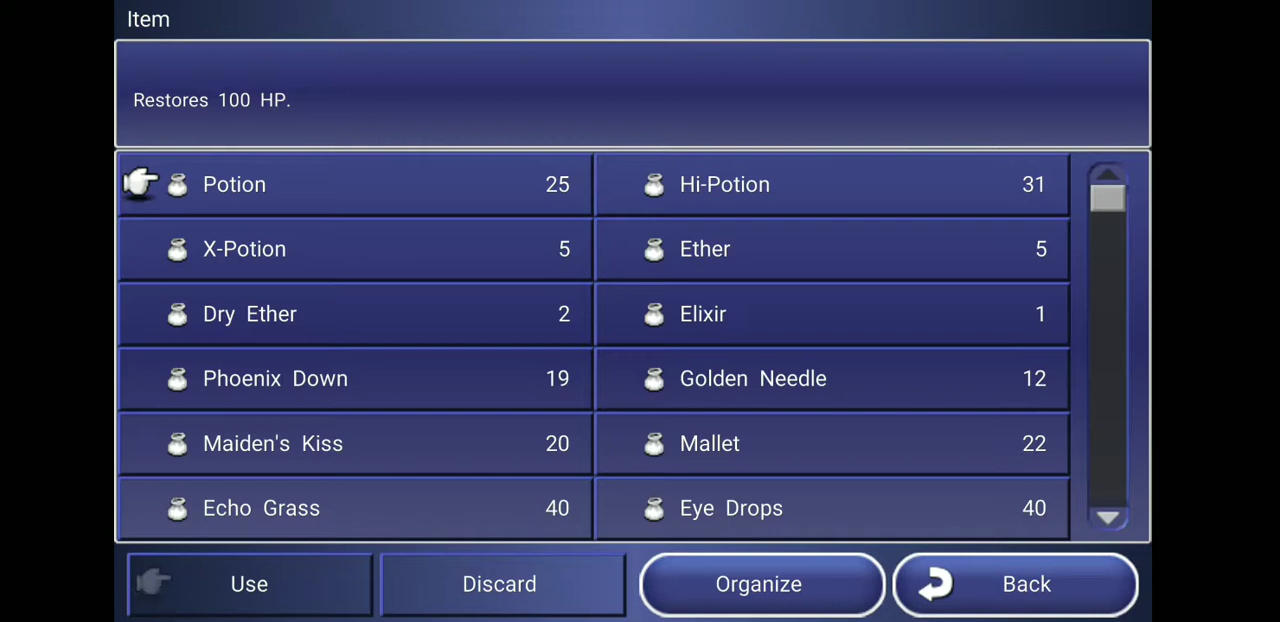 Item
Restores 100 HP.
Potion 25 Hi-Potion 31
X-Potion 5 Ether 5
Dry Ether 2 Elixir 1
Phoenix Down 19 Golden Needle 12
Maiden's Kiss 20 Mallet 22
Echo Grass 40 Eye Drops 40
Use Discard Organize Back